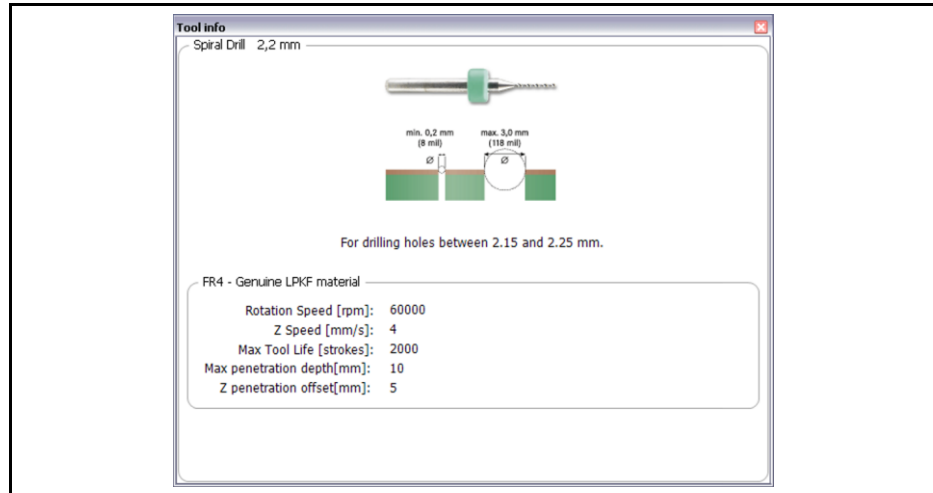 Tool info
Spiral Drill 2,2 mm
min. 0,2 mm
(8 mil)
max. 3,0 mm
(118 mil)
Ø
Ø
For drilling holes between 2.15 and 2.25 mm.
FR4 - Genuine LPKF material
Rotation Speed [rpm]: 60000
Z Speed [mm/s]: 4
Max Tool Life [strokes]: 2000
Max penetration depth[mm]: 10
Z penetration offset[mm]: 5